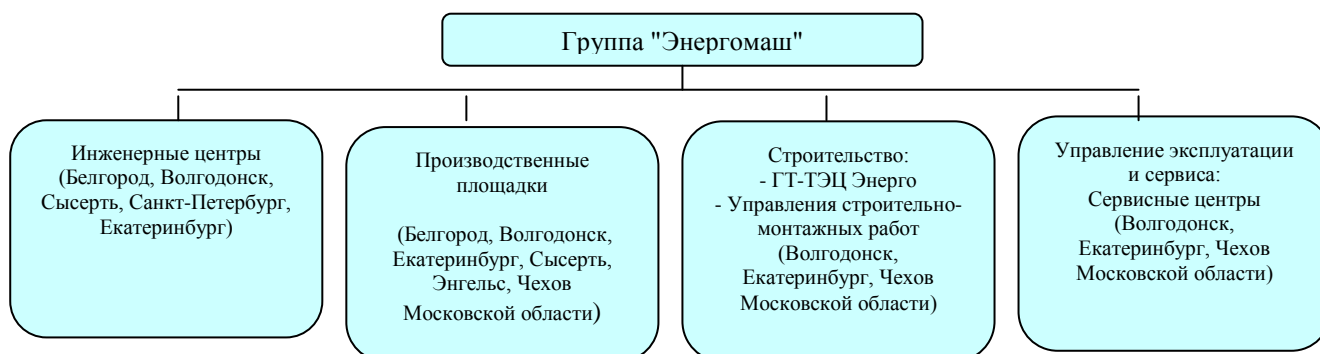 Группа "Энергомаш"
Инженерные центры
(Белгород, Волгодонск,
Сысерть, Санкт-Петербург,
Екатеринбург)
Производственные
площадки
(Белгород, Волгодонск,
Екатеринбург, Сысерть,
Энгельс, Чехов
Московской области)
Строительство:
- ГТ-ТЭЦ Энерго
- Управления строительно-
монтажных работ
(Волгодонск,
Екатеринбург, Чехов
Московской области)
Управление эксплуатации
и сервиса:
Сервисные центры
(Волгодонск,
Екатеринбург, Чехов
Московской области)